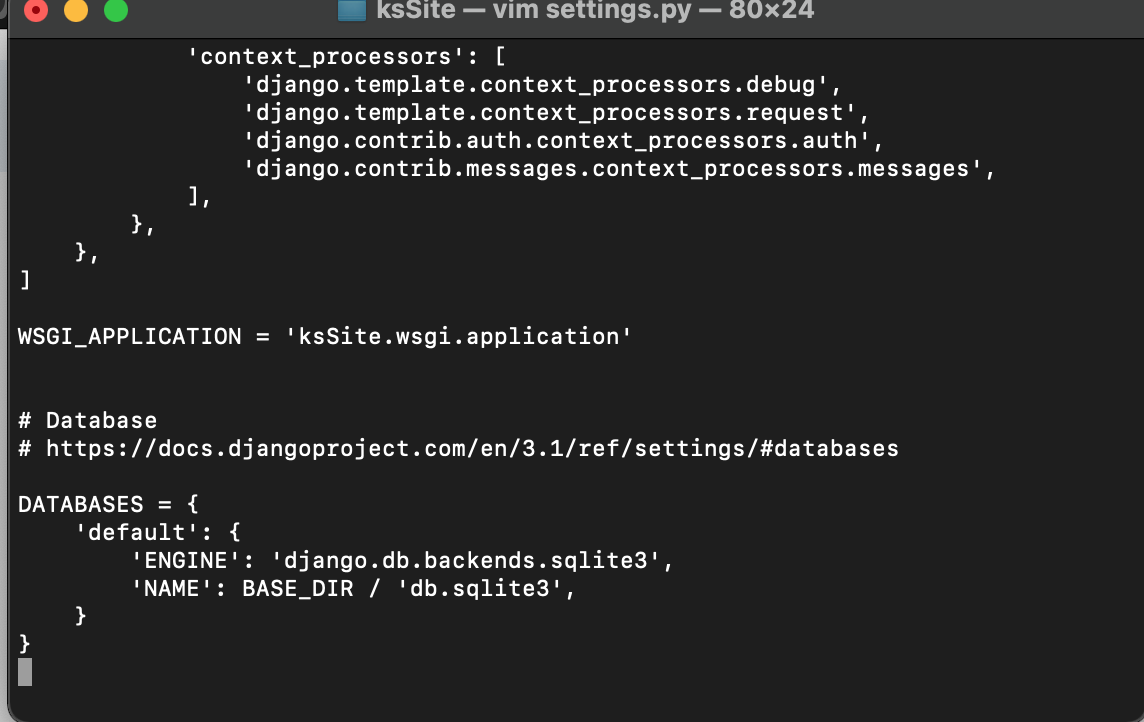 ksSite — vim settings.py — 80×24
            'context_processors': [
                'django.template.context_processors.debug',
                'django.template.context_processors.request',
                'django.contrib.auth.context_processors.auth',
                'django.contrib.messages.context_processors.messages',
            ],
        },
    },
]
WSGI_APPLICATION = 'ksSite.wsgi.application'
# Database
# https://docs.djangoproject.com/en/3.1/ref/settings/#databases
DATABASES = {
    'default': {
        'ENGINE': 'django.db.backends.sqlite3',
        'NAME': BASE_DIR / 'db.sqlite3',
    }
}